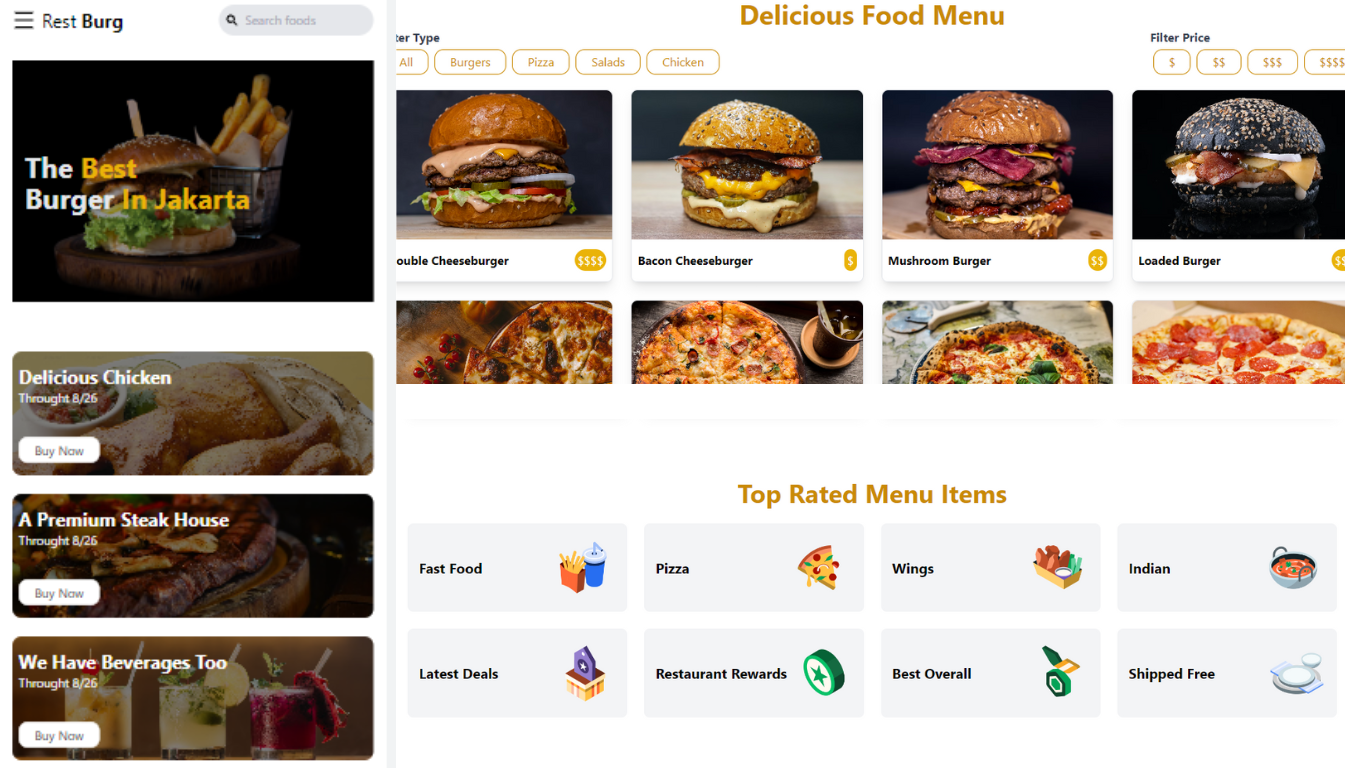 Rest Burg
Search foods
The Best
Burger In Jakarta
Delicious Chicken
Throught 8/26
Buy Now
A Premium Steak House
Throught 8/26
Buy Now
We Have Beverages Too
Throught 8/26
Buy Now
Delicious Food Menu
ter Type
Filter Price
All Burgers Pizza Salads Chicken
$ $$ $$$ $$$$
ouble Cheeseburger $$$$
Bacon Cheeseburger $
Mushroom Burger $$
Loaded Burger $$
Top Rated Menu Items
Fast Food
Pizza
Wings
Indian
Latest Deals
Restaurant Rewards
Best Overall
Shipped Free